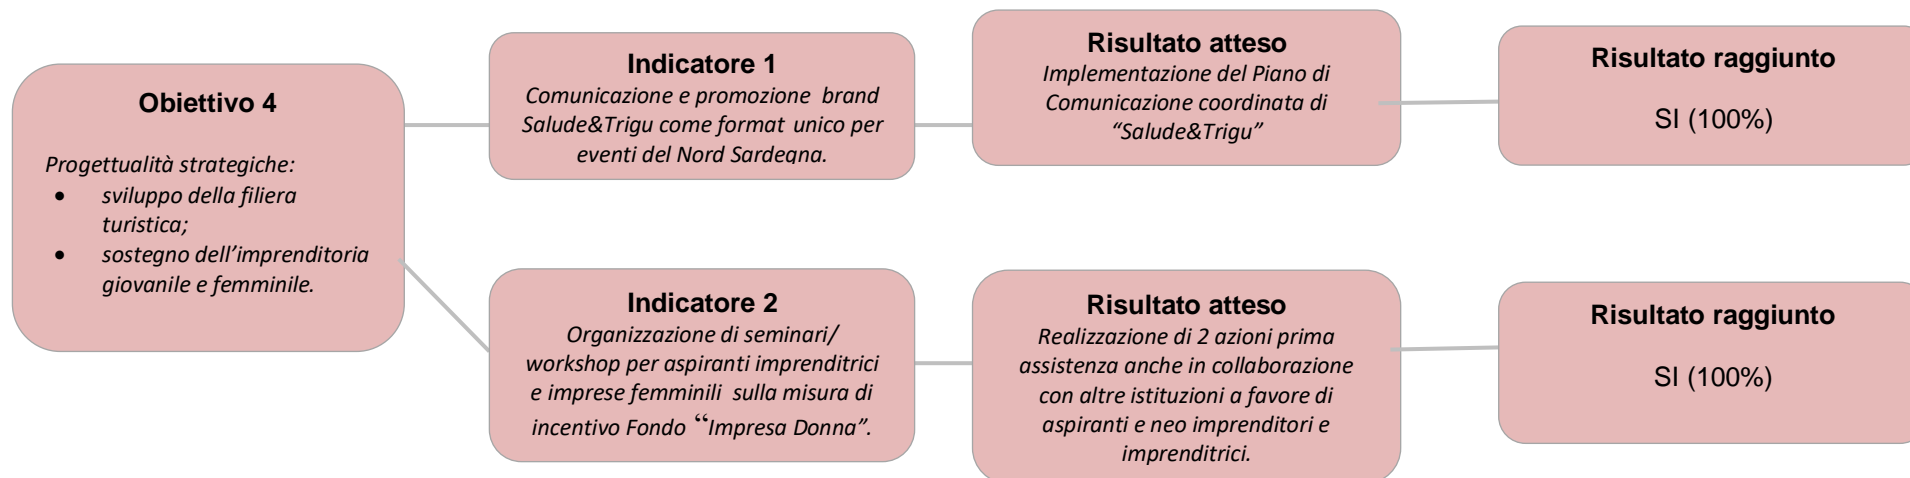 Obiettivo 4
Progettualità strategiche:
• sviluppo della filiera
turistica;
• sostegno dell’imprenditoria
giovanile e femminile.
Indicatore 1
Comunicazione e promozione brand
Salude&Trigu come format unico per
eventi del Nord Sardegna.
Risultato atteso
Implementazione del Piano di
Comunicazione coordinata di
“Salude&Trigu”
Risultato raggiunto
SI (100%)
Indicatore 2
Organizzazione di seminari/
workshop per aspiranti imprenditrici
e imprese femminili sulla misura di
incentivo Fondo “Impresa Donna”.
Risultato atteso
Realizzazione di 2 azioni prima
assistenza anche in collaborazione
con altre istituzioni a favore di
aspiranti e neo imprenditori e
imprenditrici.
Risultato raggiunto
SI (100%)